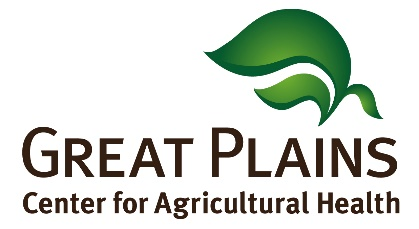 GREAT PLAINS
Center for Agricultural Health